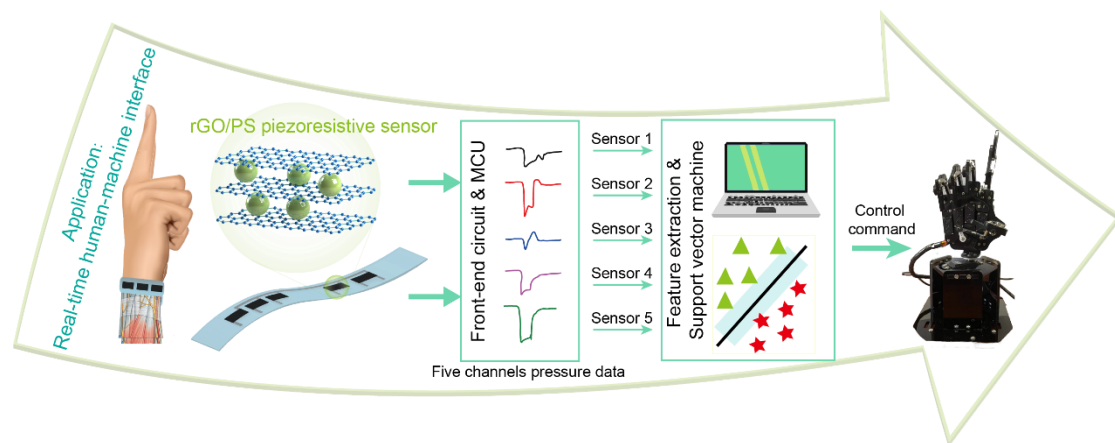 Application:
Real-time human-machine interface
rGO/PS piezoresistive sensor
Front-end circuit & MCU
Sensor 1
Sensor 2
Sensor 3
Sensor 4
Sensor 5
Five channels pressure data
Feature extraction &
Support vector machine
Control
command